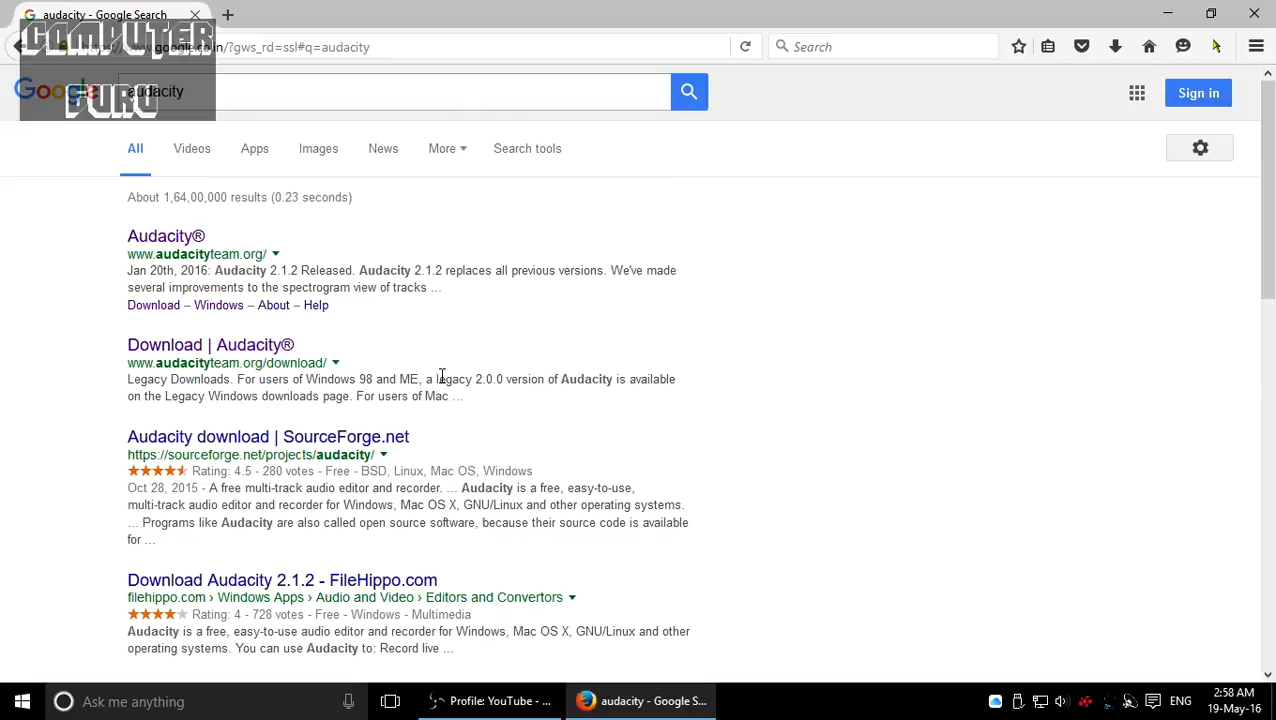 audacity - Google Search
COMPUTER
GURU
https://www.google.co.in/?gws_rd=ssl#q=audacity
Search
Google
audacity
Sign in
All
Videos
Apps
Images
News
More
Search tools
About 1,64,00,000 results (0.23 seconds)
Audacity®
www.audacityteam.org/
Jan 20th, 2016: Audacity 2.1.2 Released. Audacity 2.1.2 replaces all previous versions. We've made
several improvements to the spectrogram view of tracks ...
Download – Windows – About – Help
Download | Audacity®
www.audacityteam.org/download/
Legacy Downloads. For users of Windows 98 and ME, a legacy 2.0.0 version of Audacity is available
on the Legacy Windows downloads page. For users of Mac ...
Audacity download | SourceForge.net
https://sourceforge.net/projects/audacity/
Rating: 4.5 - 280 votes - Free - BSD, Linux, Mac OS, Windows
Oct 28, 2015 - A free multi-track audio editor and recorder. ... Audacity is a free, easy-to-use,
multi-track audio editor and recorder for Windows, Mac OS X, GNU/Linux and other operating systems.
... Programs like Audacity are also called open source software, because their source code is available
for ...
Download Audacity 2.1.2 - FileHippo.com
filehippo.com › Windows Apps › Audio and Video › Editors and Convertors
Rating: 4 - 728 votes - Free - Windows - Multimedia
Audacity is a free, easy-to-use audio editor and recorder for Windows, Mac OS X, GNU/Linux and other
operating systems. You can use Audacity to: Record live ...
Ask me anything
Profile: YouTube - ...
audacity - Google S...
ENG
2:58 AM
19-May-16